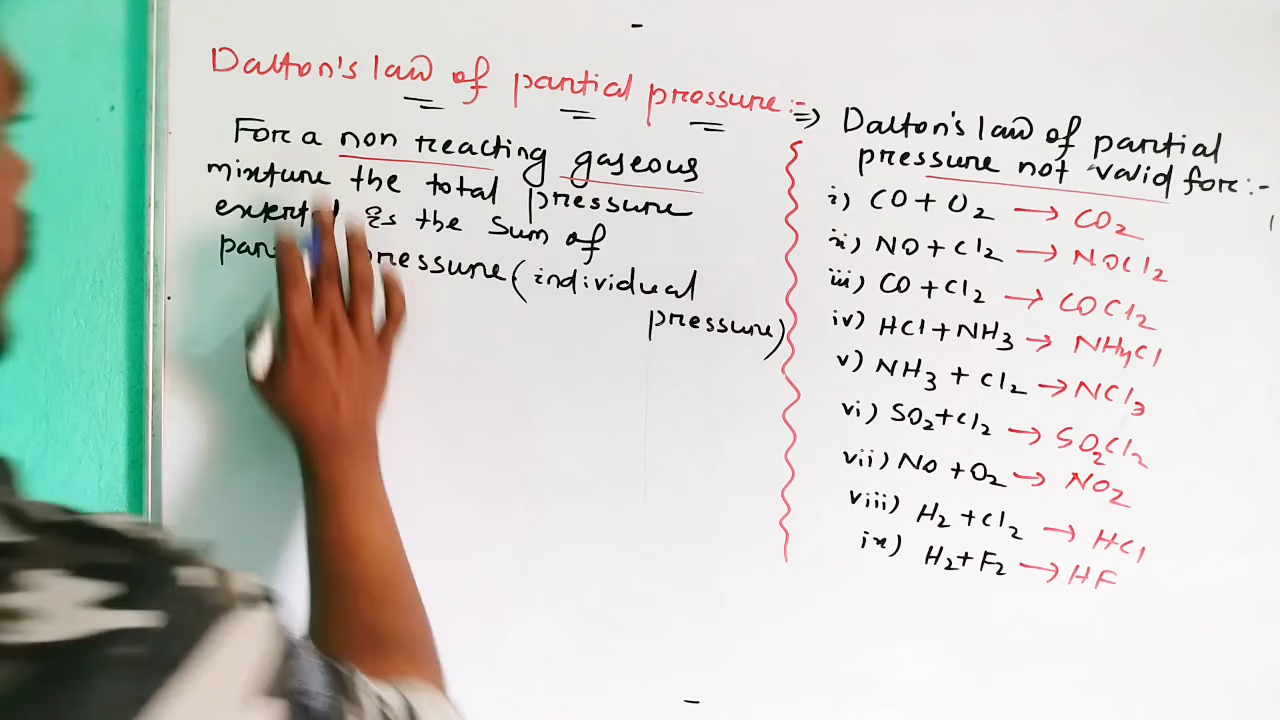 Dalton's law of partial pressure:-
For a non reacting gaseous
mixture the total pressure
is the sum of
pressure (individual
pressure)
=> Dalton's law of partial
pressure not valid for:-
i) CO + O2 → CO2
ii) NO + Cl2 → NOCl2
iii) CO + Cl2 → COCl2
iv) HCl + NH3 → NH4Cl
v) NH3 + Cl2 → NCl3
vi) SO2 + Cl2 → SO2Cl2
vii) NO + O2 → NO2
viii) H2 + Cl2 → HCl
ix) H2 + F2 → HF